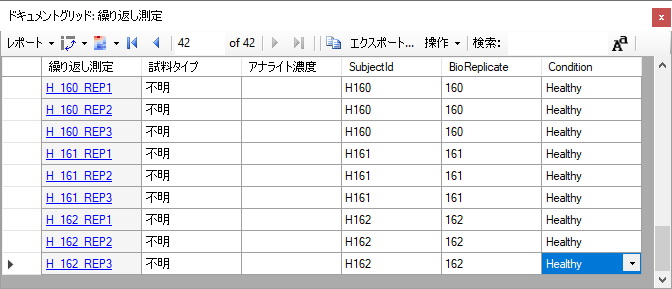 ドキュメントグリッド: 繰り返し測定
レポート 42 of 42 エクスポート... 操作 検索: Aa
繰り返し測定 試料タイプ アナライト濃度 SubjectId BioReplicate Condition
H_160_REP1 不明 H160 160 Healthy
H_160_REP2 不明 H160 160 Healthy
H_160_REP3 不明 H160 160 Healthy
H_161_REP1 不明 H161 161 Healthy
H_161_REP2 不明 H161 161 Healthy
H_161_REP3 不明 H161 161 Healthy
H_162_REP1 不明 H162 162 Healthy
H_162_REP2 不明 H162 162 Healthy
H_162_REP3 不明 H162 162 Healthy